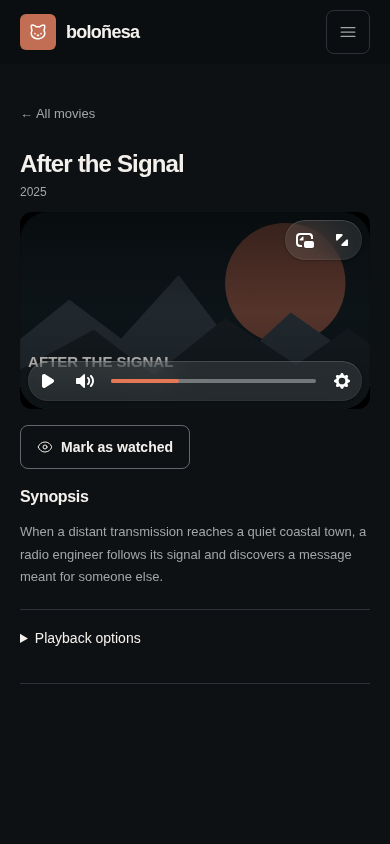 boloñesa
← All movies
After the Signal
2025
AFTER THE SIGNAL
Mark as watched
Synopsis
When a distant transmission reaches a quiet coastal town, a
radio engineer follows its signal and discovers a message
meant for someone else.
Playback options